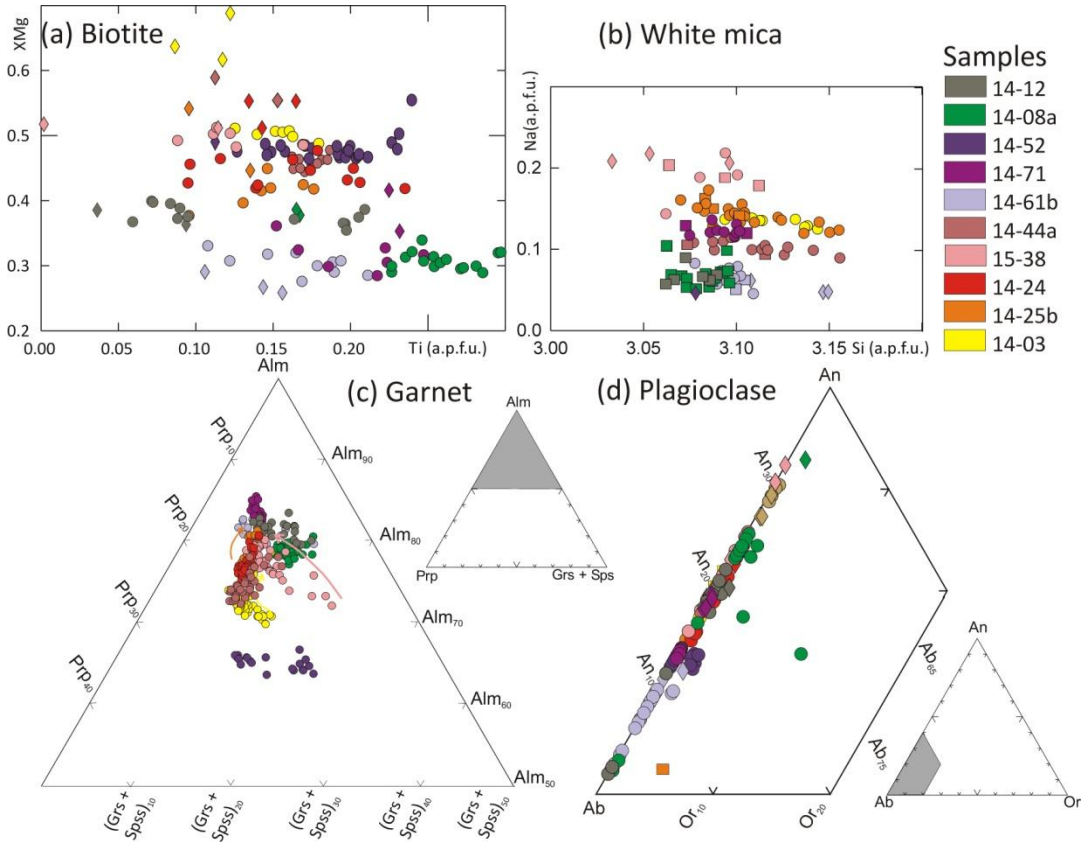 (a) Biotite
XMg
0.6
0.5
0.4
0.3
0.2
0.00
0.05
0.10
0.15
0.20
Ti (a.p.f.u.)
(b) White mica
Na(a.p.f.u.)
0.2
0.1
0.0
3.00
3.05
3.10
3.15
Si (a.p.f.u.)
Samples
14-12
14-08a
14-52
14-71
14-61b
14-44a
15-38
14-24
14-25b
14-03
(c) Garnet
Alm
Prp10
Prp20
Prp30
Prp40
Alm90
Alm80
Alm70
Alm60
Alm50
(Grs + Spss)10
(Grs + Spss)20
(Grs + Spss)30
(Grs + Spss)40
(Grs + Spss)50
Alm
Prp
Grs + Sps
(d) Plagioclase
An
An30
An20
An10
Ab
Or10
Or20
Ab65
Ab75
An
Ab
Or